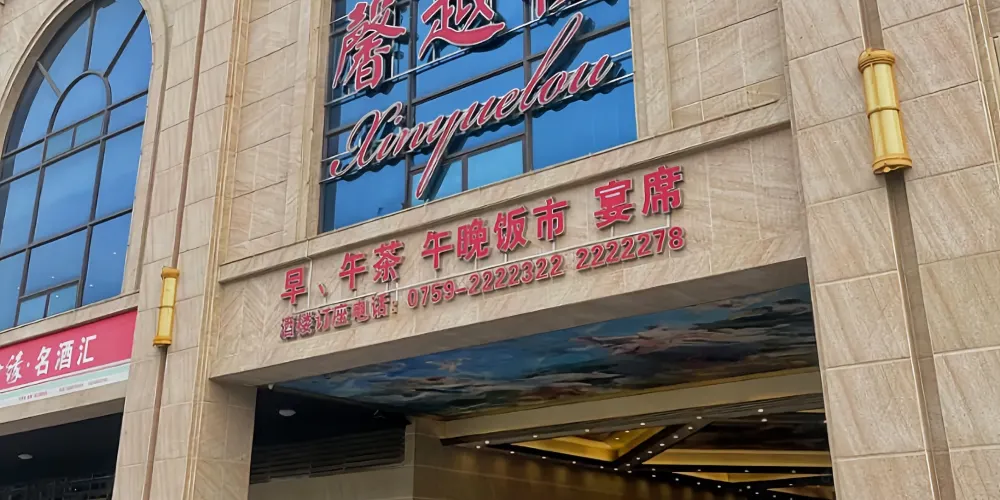 馨越
Xinyuelou
早、午茶 午晚饭市 宴席
酒楼订座电话：0759-2222322 2222278
缘·名酒汇